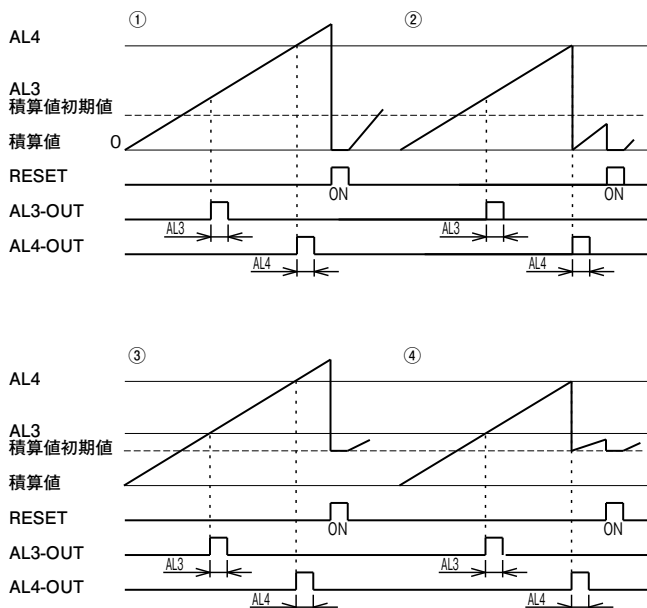 ① ②
AL4
AL3
積算値初期値
積算値 0
RESET
ON ON
AL3-OUT
AL3 AL3
AL4-OUT
AL4 AL4
③ ④
AL4
AL3
積算値初期値
積算値
RESET
ON ON
AL3-OUT
AL3 AL3
AL4-OUT
AL4 AL4